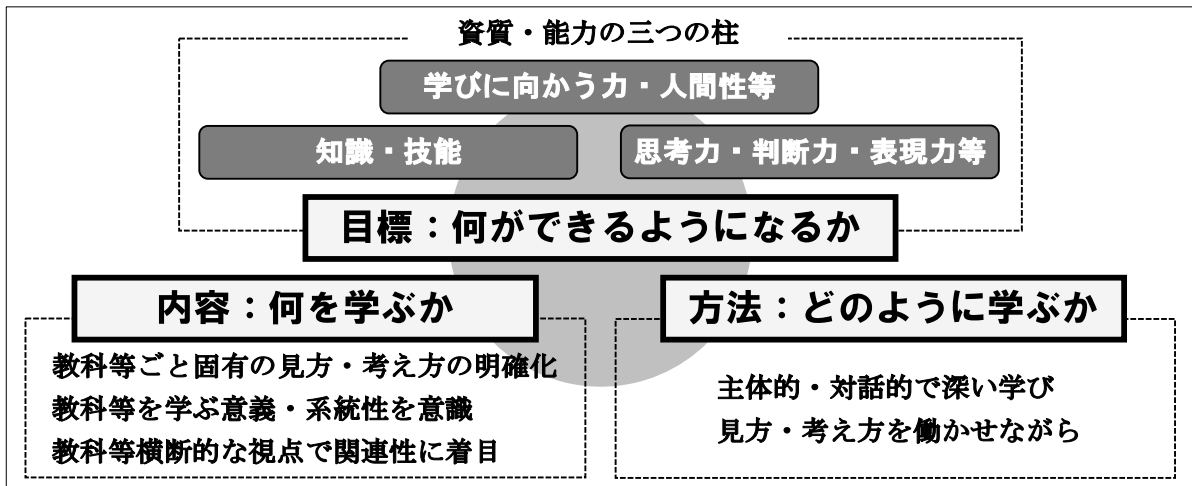 資質・能力の三つの柱
学びに向かう力・人間性等
知識・技能
思考力・判断力・表現力等
目標：何ができるようになるか
内容：何を学ぶか
教科等ごと固有の見方・考え方の明確化
教科等を学ぶ意義・系統性を意識
教科等横断的な視点で関連性に着目
方法：どのように学ぶか
主体的・対話的で深い学び
見方・考え方を働かせながら